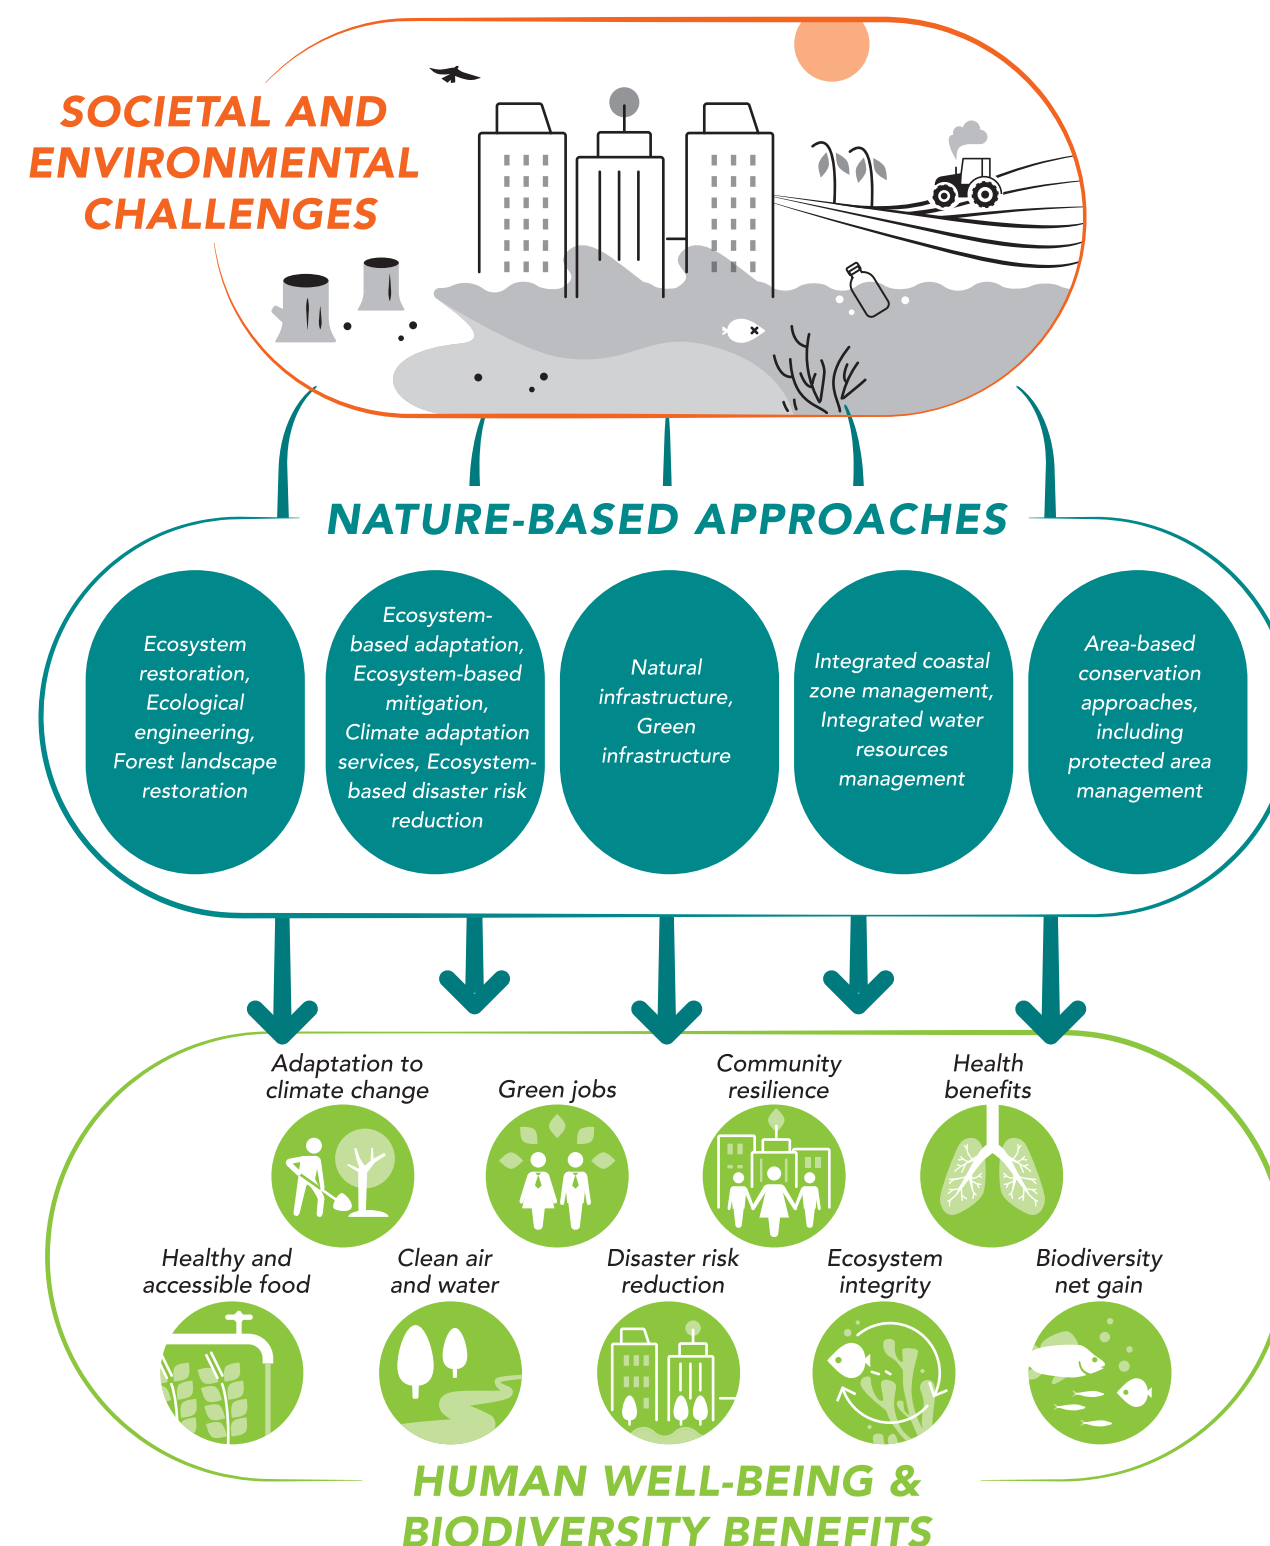 SOCIETAL AND
ENVIRONMENTAL
CHALLENGES
NATURE-BASED APPROACHES
Ecosystem
restoration,
Ecological
engineering,
Forest landscape
restoration
Ecosystem-
based adaptation,
Ecosystem-based
mitigation,
Climate adaptation
services, Ecosystem-
based disaster risk
reduction
Natural
infrastructure,
Green
infrastructure
Integrated coastal
zone management,
Integrated water
resources
management
Area-based
conservation
approaches,
including
protected area
management
Adaptation to
climate change
Green jobs
Community
resilience
Health
benefits
Healthy and
accessible food
Clean air
and water
Disaster risk
reduction
Ecosystem
integrity
Biodiversity
net gain
HUMAN WELL-BEING &
BIODIVERSITY BENEFITS